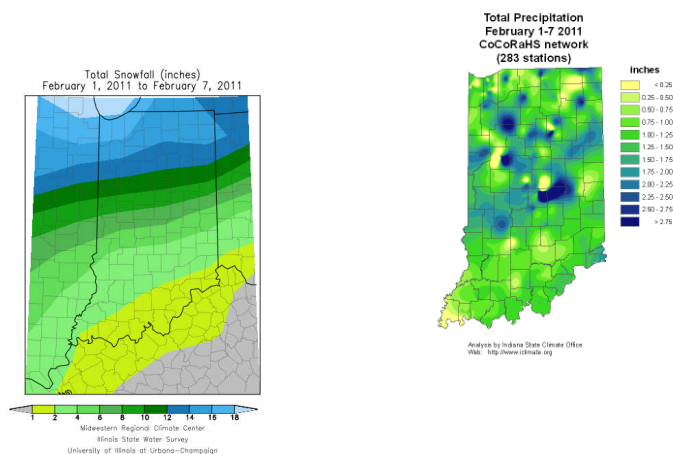 Total Snowfall (inches)
February 1, 2011 to February 7, 2011
1 2 4 6 8 10 12 14 16 18
Midwestern Regional Climate Center
Illinois State Water Survey
University of Illinois at Urbana-Champaign
Total Precipitation
February 1-7 2011
CoCoRaHS network
(283 stations)
inches
< 0.25
0.25 - 0.50
0.50 - 0.75
0.75 - 1.00
1.00 - 1.25
1.25 - 1.50
1.50 - 1.75
1.75 - 2.00
2.00 - 2.25
2.25 - 2.50
2.50 - 2.75
> 2.75
Analysis by Indiana State Climate Office
Web: http://www.iclimate.org